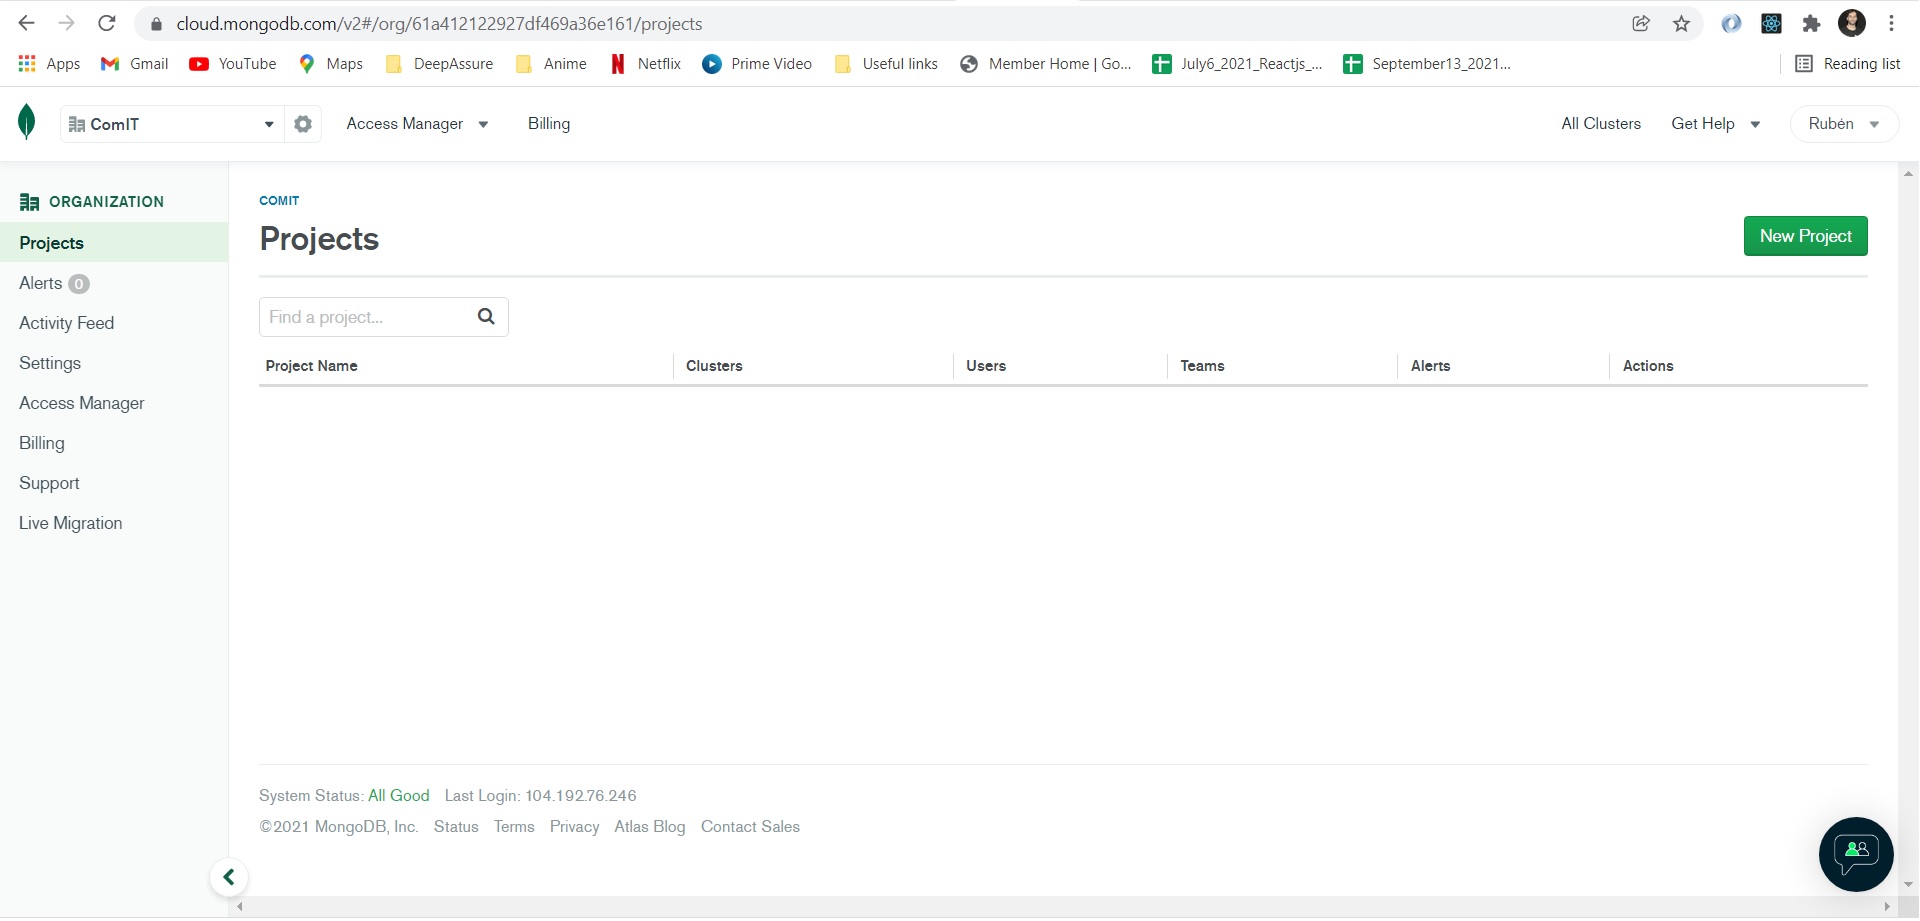 cloud.mongodb.com/v2#/org/61a412122927df469a36e161/projects
Apps Gmail YouTube Maps DeepAssure Anime Netflix Prime Video Useful links Member Home | Go... July6_2021_Reactjs_... September13_2021... Reading list
ComIT Access Manager Billing All Clusters Get Help Rubén
ORGANIZATION
Projects
Alerts 0
Activity Feed
Settings
Access Manager
Billing
Support
Live Migration
COMIT
Projects
New Project
Find a project...
Project Name Clusters Users Teams Alerts Actions
System Status: All Good Last Login: 104.192.76.246
©2021 MongoDB, Inc. Status Terms Privacy Atlas Blog Contact Sales